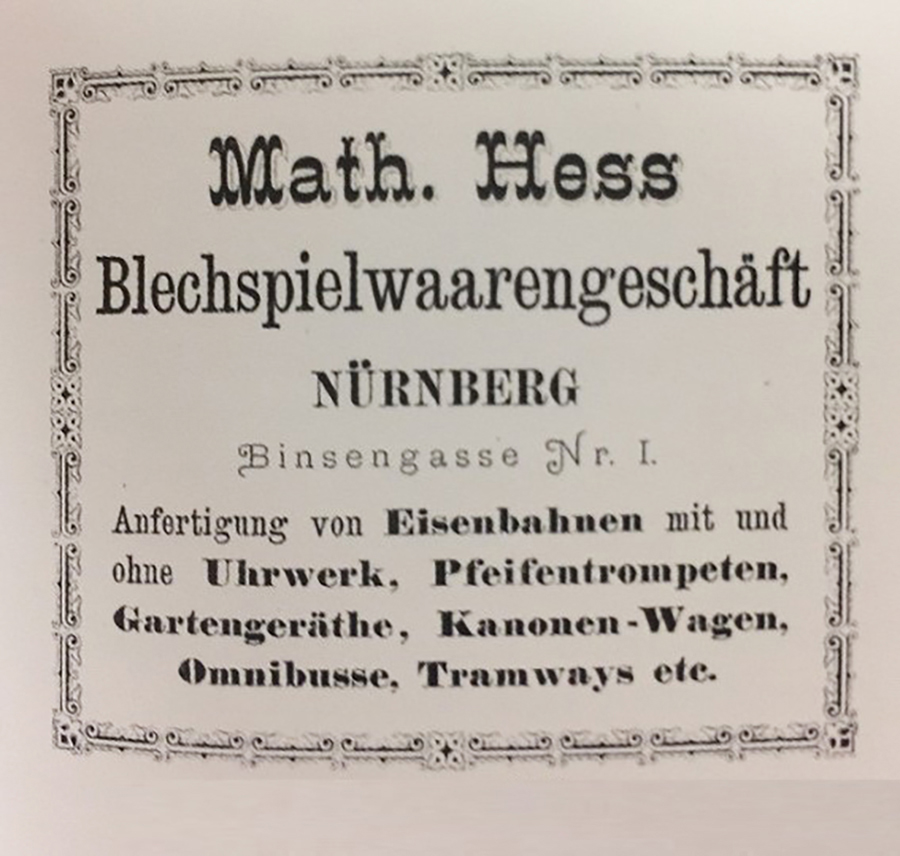 Math. Hess
Blechspielwaarengeschäft
NÜRNBERG
Binsengasse Nr. I.
Anfertigung von Eisenbahnen mit und
ohne Uhrwerk, Pfeifentrompeten,
Gartengeräthe, Kanonen-Wagen,
Omnibusse, Tramways etc.